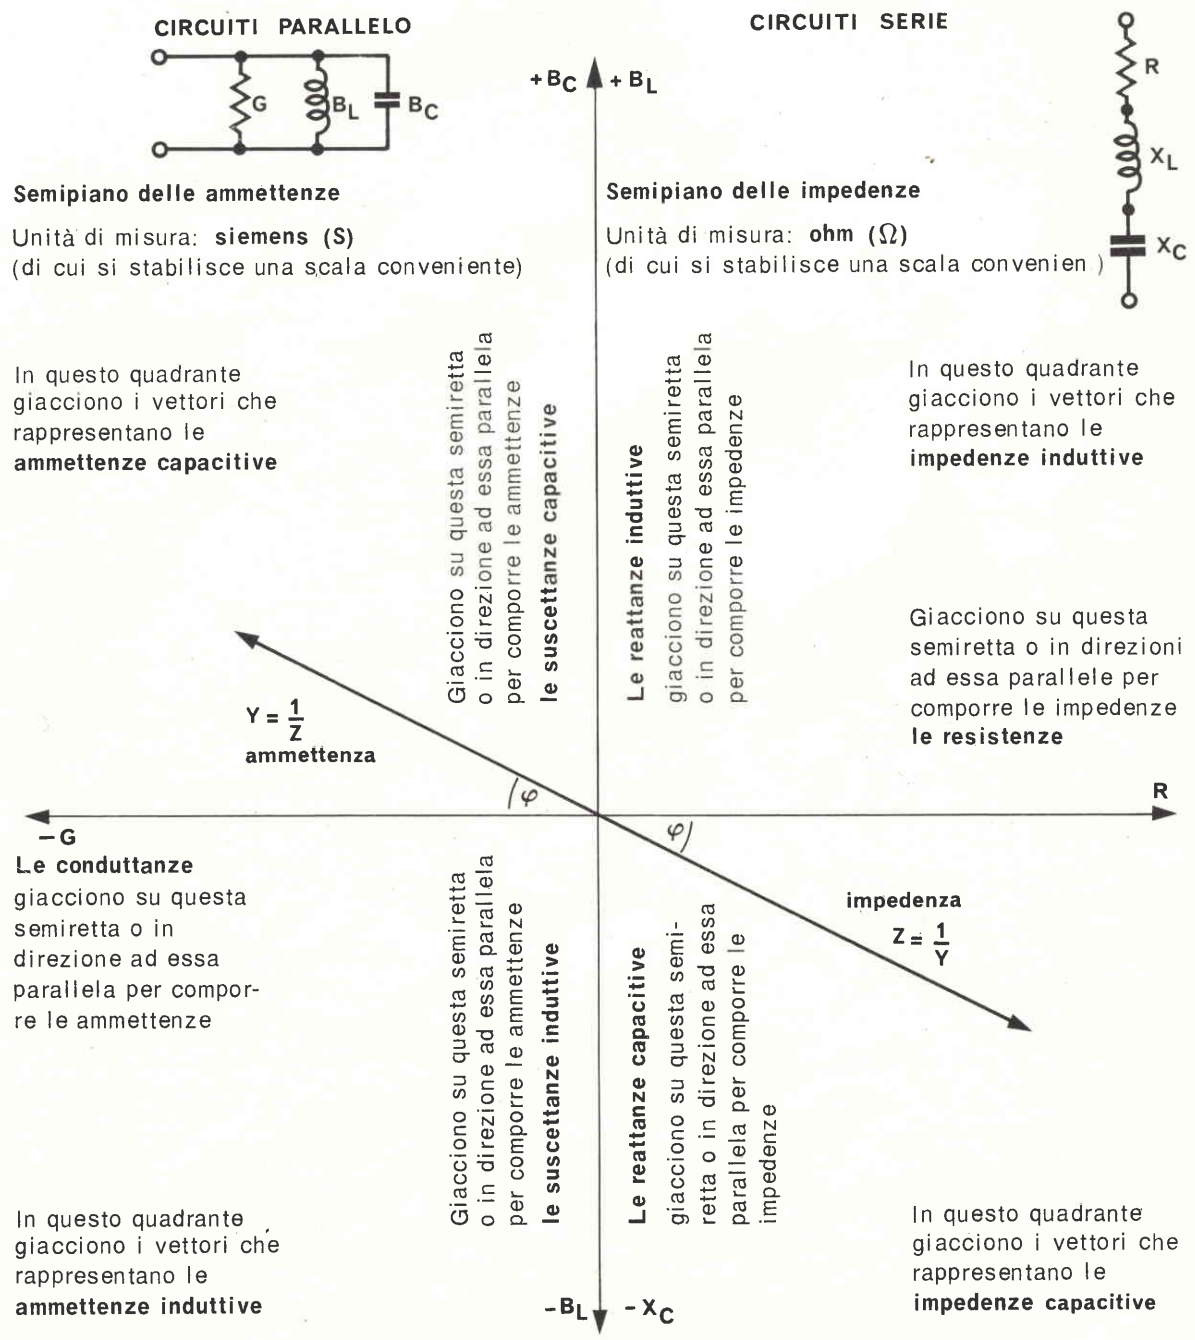 CIRCUITI PARALLELO
G
BL
BC
Semipiano delle ammettenze
Unità di misura: siemens (S)
(di cui si stabilisce una scala conveniente)
CIRCUITI SERIE
R
XL
XC
Semipiano delle impedenze
Unità di misura: ohm (Ω)
(di cui si stabilisce una scala convenien )
+BC
+BL
In questo quadrante
giacciono i vettori che
rappresentano le
ammettenze capacitive
Giacciono su questa semiretta
o in direzione ad essa parallela
per comporre le ammettenze
le suscettanze capacitive
Le reattanze induttive
giacciono su questa semiretta
o in direzione ad essa parallela
per comporre le impedenze
In questo quadrante
giacciono i vettori che
rappresentano le
impedenze induttive
Giacciono su questa
semiretta o in direzioni
ad essa parallele per
comporre le impedenze
le resistenze
Y = 1/Z
ammettenza
φ
φ
−G
R
Le conduttanze
giacciono su questa
semiretta o in
direzione ad essa
parallela per compor-
re le ammettenze
Giacciono su questa semiretta
o in direzione ad essa parallela
per comporre le ammettenze
le suscettanze induttive
Le reattanze capacitive
giacciono su questa semi-
retta o in direzione ad essa
parallela per comporre le
impedenze
impedenza
Z = 1/Y
In questo quadrante
giacciono i vettori che
rappresentano le
ammettenze induttive
−BL
−XC
In questo quadrante
giacciono i vettori che
rappresentano le
impedenze capacitive